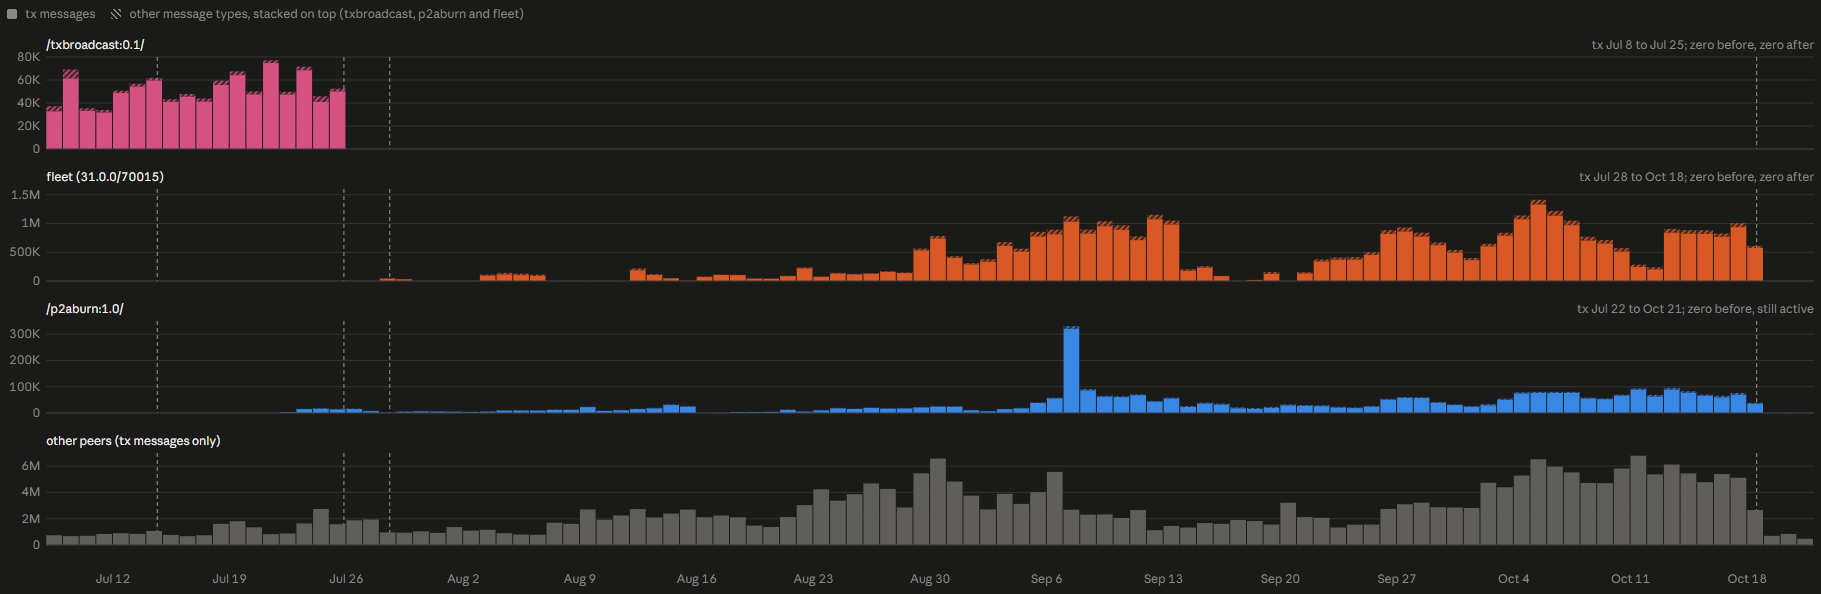 tx messages other message types, stacked on top (txbroadcast, p2aburn and fleet)
/txbroadcast:0.1/ tx Jul 8 to Jul 25; zero before, zero after
80K
60K
40K
20K
0
fleet (31.0.0/70015) tx Jul 28 to Oct 18; zero before, zero after
1.5M
1M
500K
0
/p2aburn:1.0/ tx Jul 22 to Oct 21; zero before, still active
300K
200K
100K
0
other peers (tx messages only)
6M
4M
2M
0
Jul 12 Jul 19 Jul 26 Aug 2 Aug 9 Aug 16 Aug 23 Aug 30 Sep 6 Sep 13 Sep 20 Sep 27 Oct 4 Oct 11 Oct 18